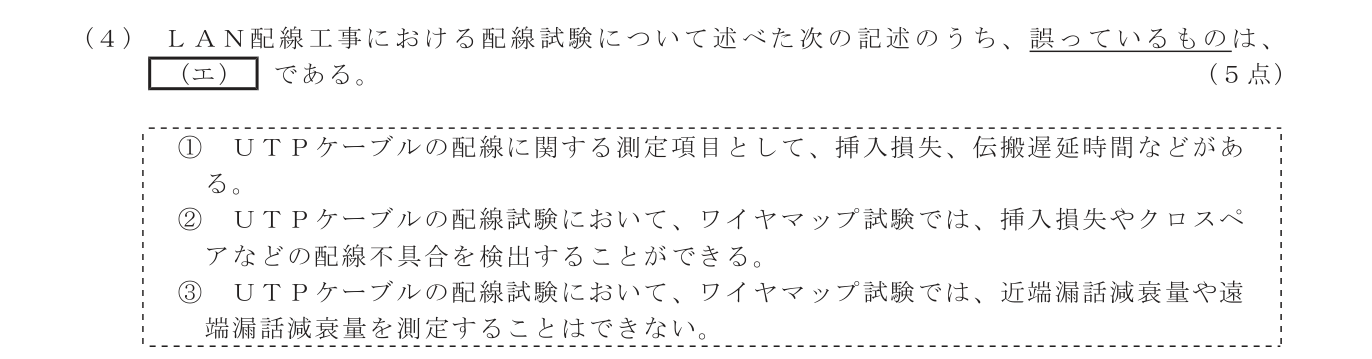 （４）　ＬＡＮ配線工事における配線試験について述べた次の記述のうち、誤っているものは、
（エ）　である。　（５点）
①　ＵＴＰケーブルの配線に関する測定項目として、挿入損失、伝搬遅延時間などがあ
る。
②　ＵＴＰケーブルの配線試験において、ワイヤマップ試験では、挿入損失やクロスペ
アなどの配線不具合を検出することができる。
③　ＵＴＰケーブルの配線試験において、ワイヤマップ試験では、近端漏話減衰量や遠
端漏話減衰量を測定することはできない。